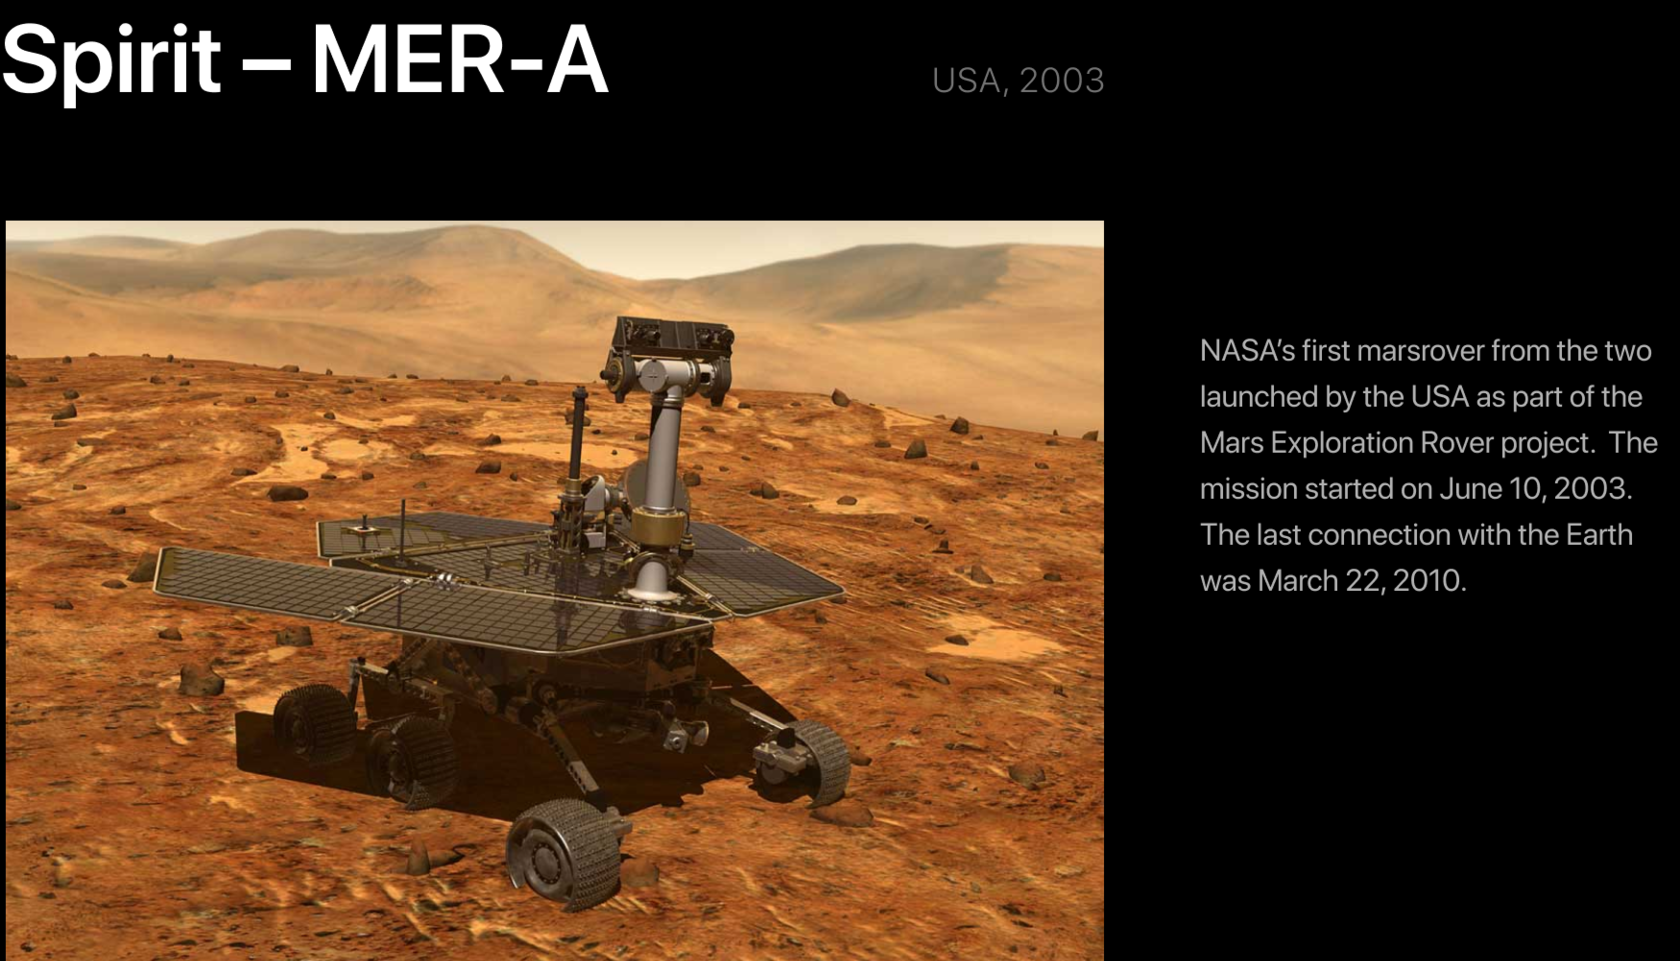 Spirit – MER-A
USA, 2003
NASA’s first marsrover from the two
launched by the USA as part of the
Mars Exploration Rover project.  The
mission started on June 10, 2003.
The last connection with the Earth
was March 22, 2010.